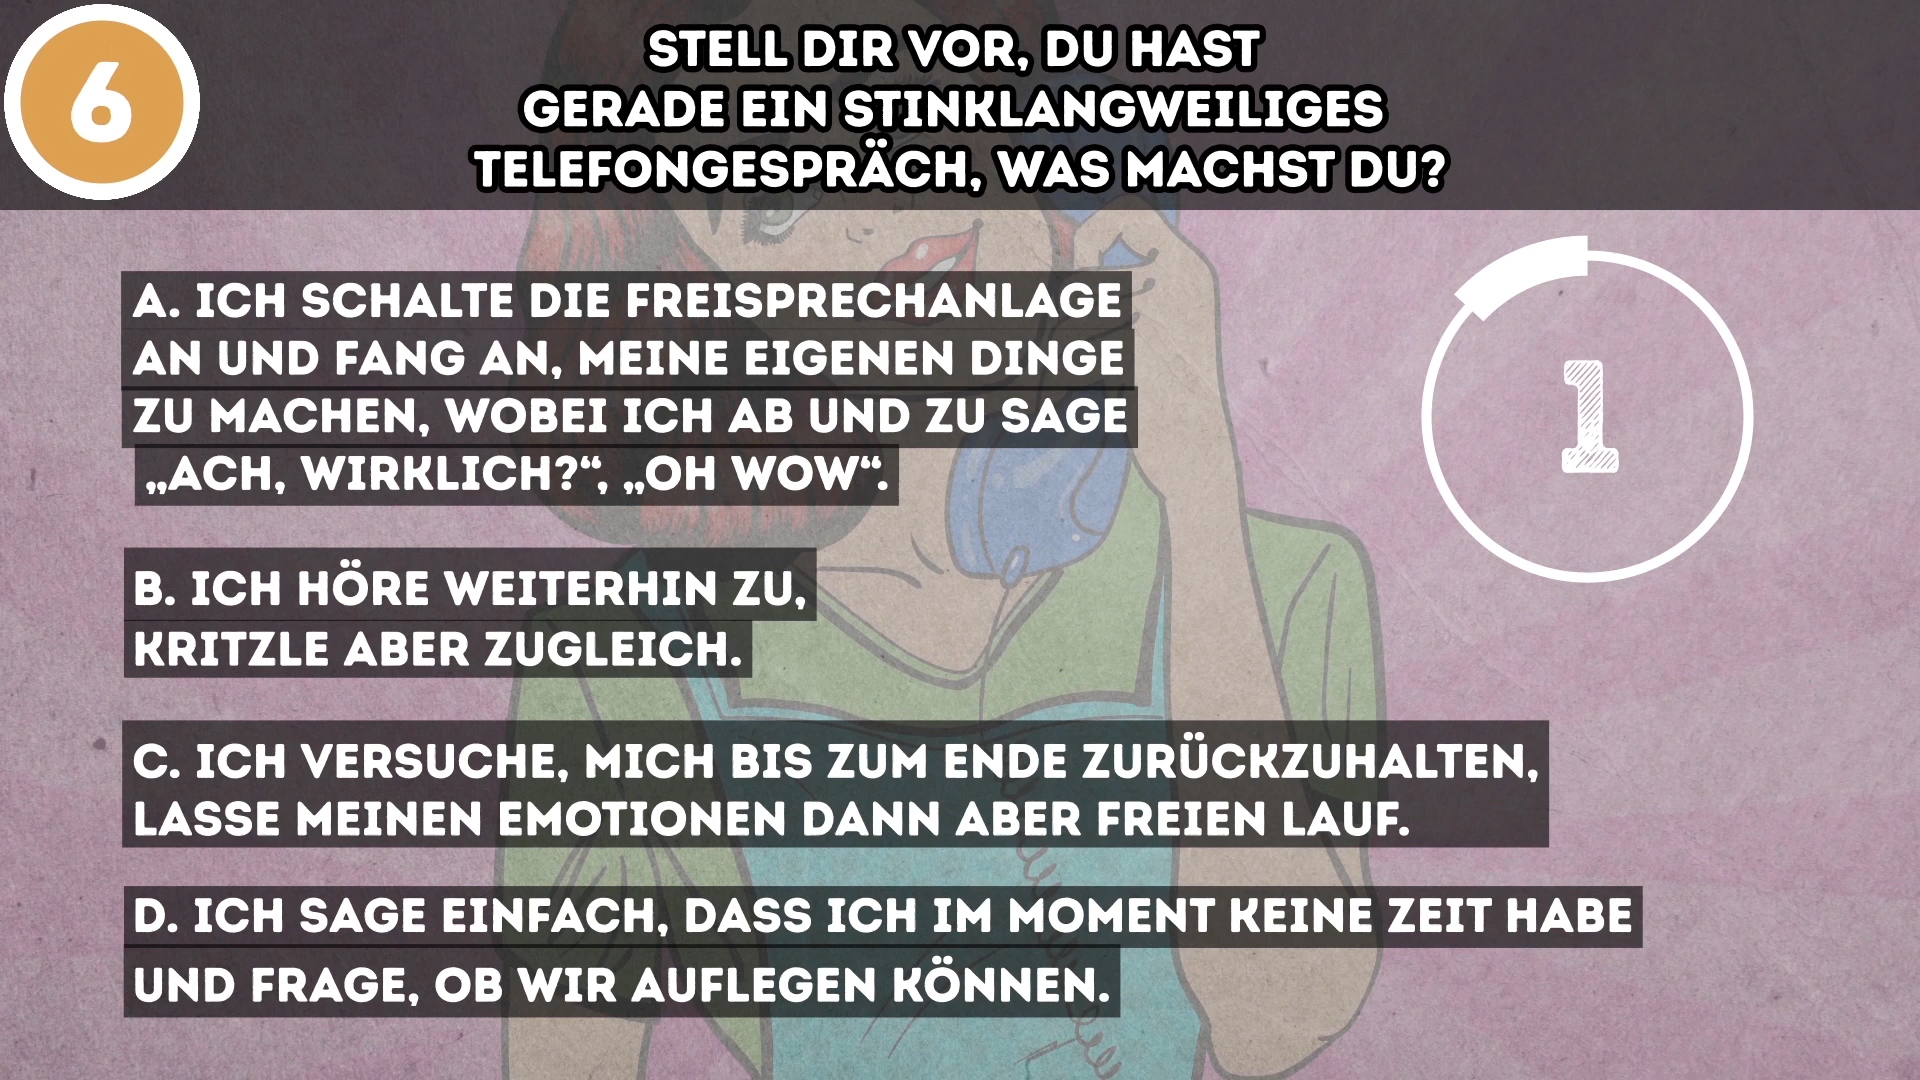 6
STELL DIR VOR, DU HAST
GERADE EIN STINKLANGWEILIGES
TELEFONGESPRÄCH, WAS MACHST DU?
A. ICH SCHALTE DIE FREISPRECHANLAGE
AN UND FANG AN, MEINE EIGENEN DINGE
ZU MACHEN, WOBEI ICH AB UND ZU SAGE
„ACH, WIRKLICH?“, „OH WOW“.
1
B. ICH HÖRE WEITERHIN ZU,
KRITZLE ABER ZUGLEICH.
C. ICH VERSUCHE, MICH BIS ZUM ENDE ZURÜCKZUHALTEN,
LASSE MEINEN EMOTIONEN DANN ABER FREIEN LAUF.
D. ICH SAGE EINFACH, DASS ICH IM MOMENT KEINE ZEIT HABE
UND FRAGE, OB WIR AUFLEGEN KÖNNEN.